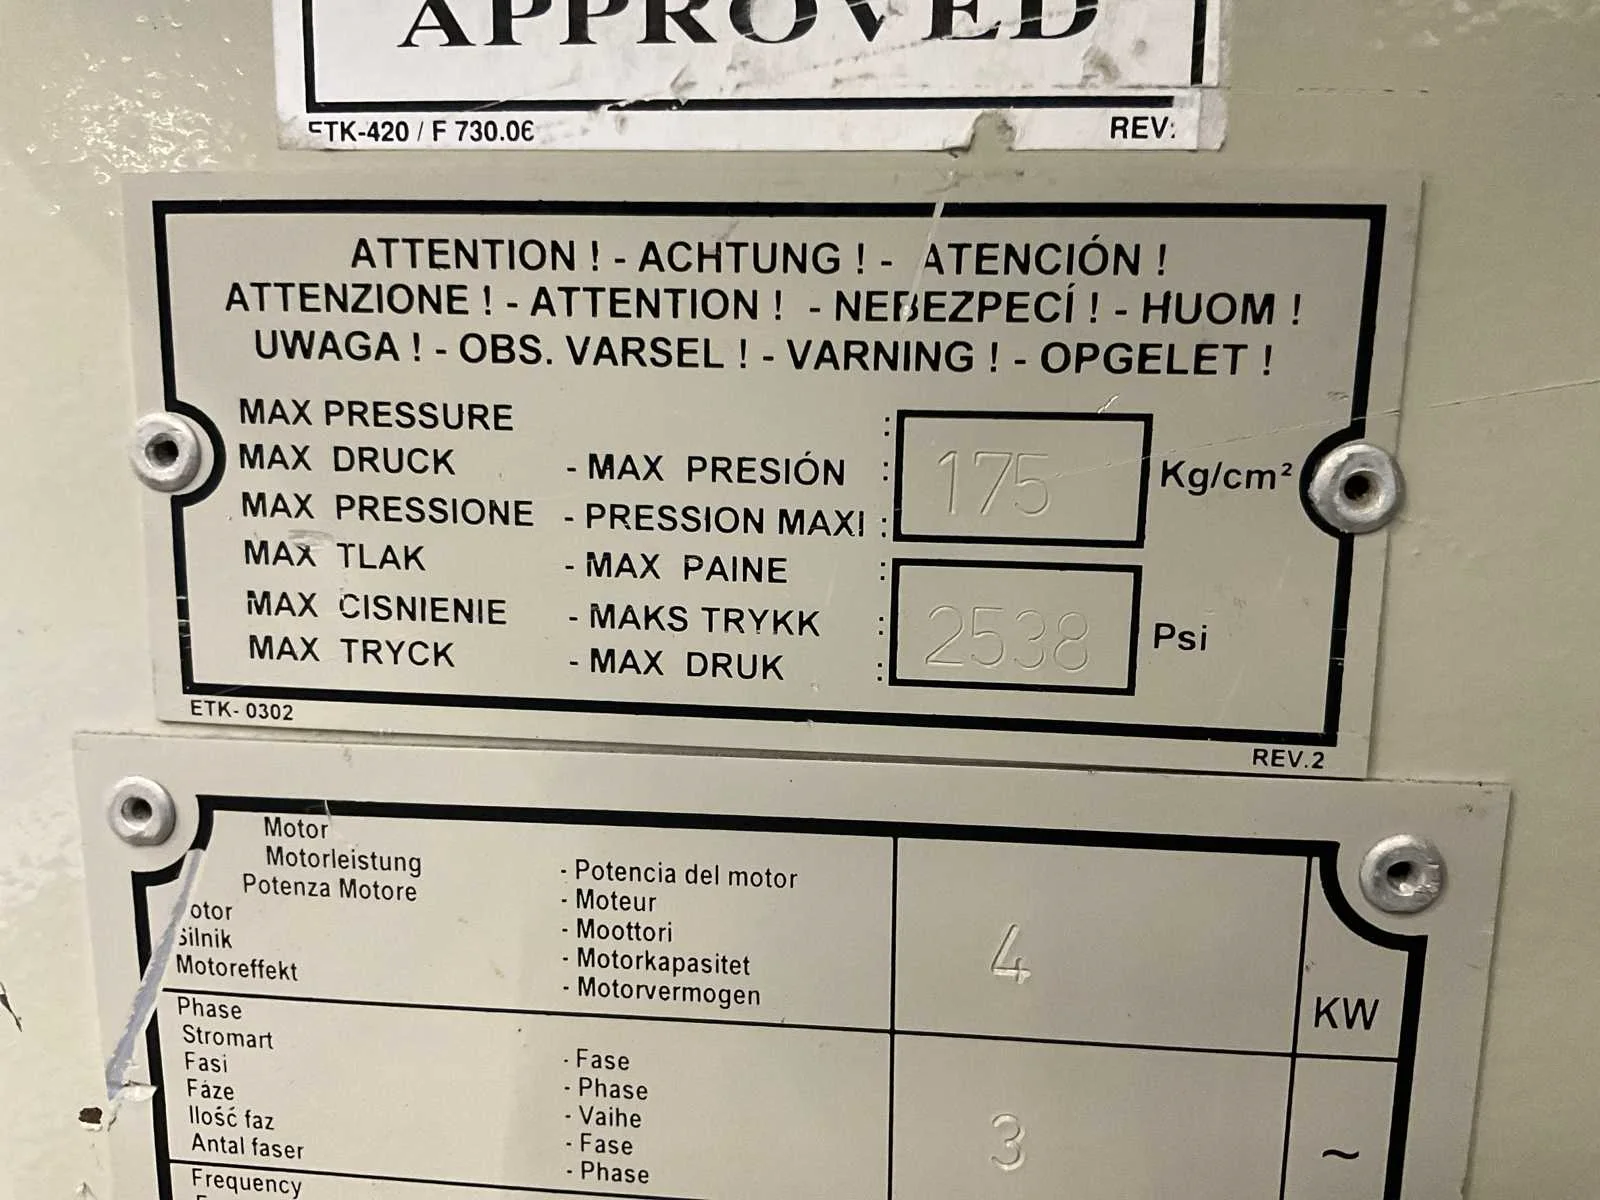 APPROVED
ETK-420 / F 730.06 REV:
ATTENTION ! - ACHTUNG ! - ATENCIÓN !
ATTENZIONE ! - ATTENTION ! - NEBEZPECÍ ! - HUOM !
UWAGA ! - OBS. VARSEL ! - VARNING ! - OPGELET !
MAX PRESSURE :
MAX DRUCK - MAX PRESIÓN : 175 Kg/cm²
MAX PRESSIONE - PRESSION MAXI :
MAX TLAK - MAX PAINE :
MAX CISNIENIE - MAKS TRYKK : 2538 Psi
MAX TRYCK - MAX DRUK :
ETK- 0302 REV.2
Motor
Motorleistung - Potencia del motor
Potenza Motore - Moteur
otor - Moottori 4
Silnik - Motorkapasitet
Motoreffekt - Motorvermogen KW
Phase
Stromart - Fase
Fasi - Phase
Fáze - Vaihe 3 ~
Ilość faz - Fase
Antal faser - Phase
Frequency